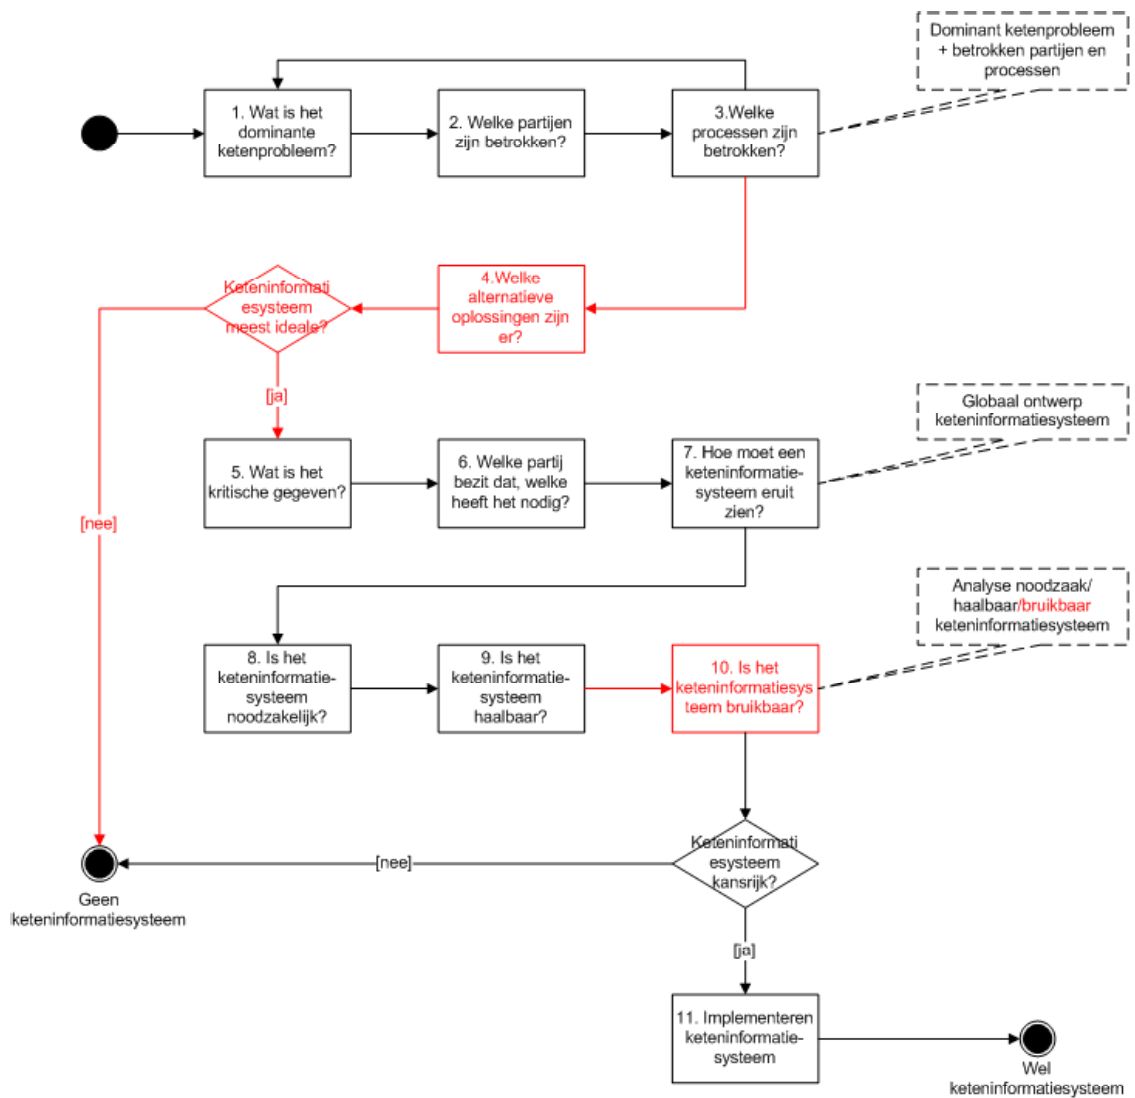 Dominant ketenprobleem
+ betrokken partijen en
processen
1. Wat is het
dominante
ketenprobleem?
2. Welke partijen
zijn betrokken?
3.Welke
processen zijn
betrokken?
Keteninformati
esysteem
meest ideale?
4.Welke
alternatieve
oplossingen zijn
er?
[ja]
Globaal ontwerp
keteninformatiesysteem
5. Wat is het
kritische gegeven?
6. Welke partij
bezit dat, welke
heeft het nodig?
7. Hoe moet een
keteninformatie-
systeem eruit
zien?
[nee]
Analyse noodzaak/
haalbaar/bruikbaar
keteninformatiesysteem
8. Is het
keteninformatie-
systeem
noodzakelijk?
9. Is het
keteninformatie-
systeem
haalbaar?
10. Is het
keteninformatiesys
teem bruikbaar?
Keteninformati
esysteem
kansrijk?
[nee]
Geen
keteninformatiesysteem
[ja]
11. Implementeren
keteninformatie-
systeem
Wel
keteninformatiesysteem